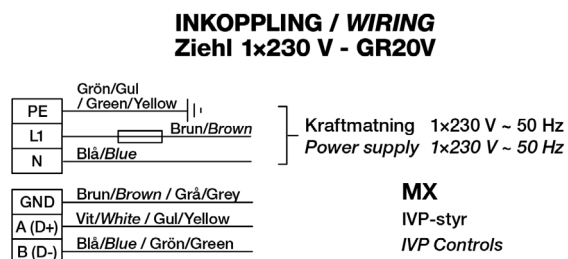 INKOPPLING / WIRING
Ziehl 1×230 V - GR20V
Grön/Gul
/ Green/Yellow
PE
L1
Brun/Brown
N
Blå/Blue
Kraftmatning 1×230 V ~ 50 Hz
Power supply 1×230 V ~ 50 Hz
GND
Brun/Brown / Grå/Grey
A (D+)
Vit/White / Gul/Yellow
B (D-)
Blå/Blue / Grön/Green
MX
IVP-styr
IVP Controls